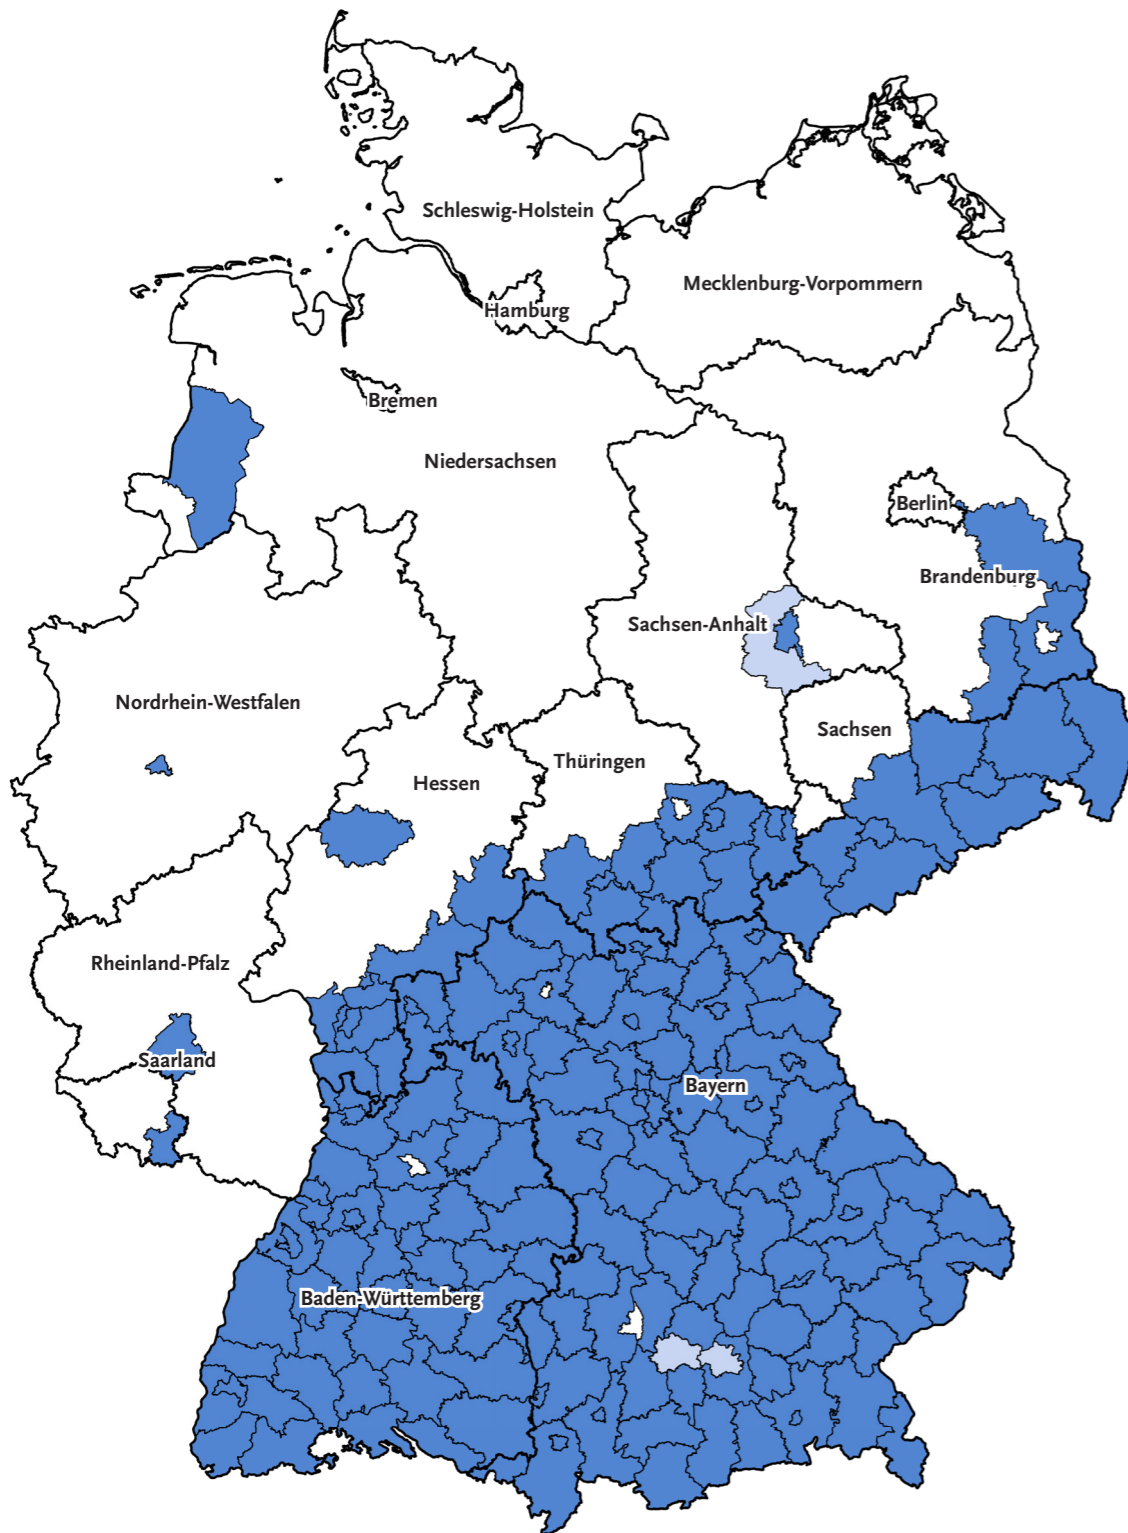 Schleswig-Holstein
Mecklenburg-Vorpommern
Hamburg
Bremen
Niedersachsen
Berlin
Brandenburg
Sachsen-Anhalt
Nordrhein-Westfalen
Sachsen
Thüringen
Hessen
Rheinland-Pfalz
Saarland
Bayern
Baden-Württemberg